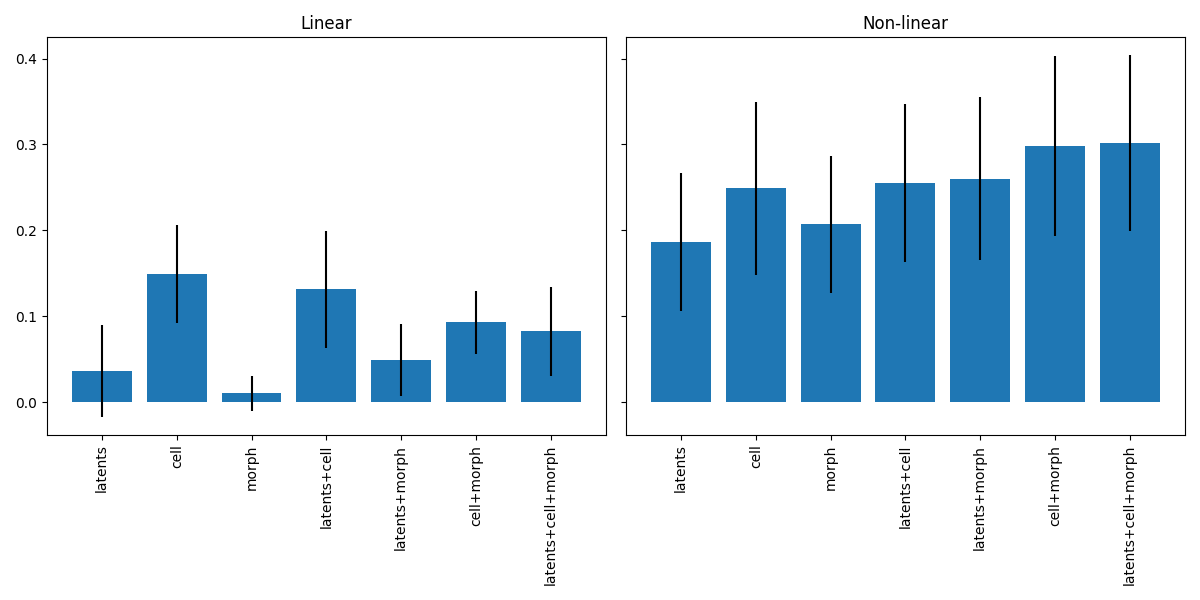 Linear
Non-linear
0.4
0.3
0.2
0.1
0.0
latents
cell
morph
latents+cell
latents+morph
cell+morph
latents+cell+morph
latents
cell
morph
latents+cell
latents+morph
cell+morph
latents+cell+morph